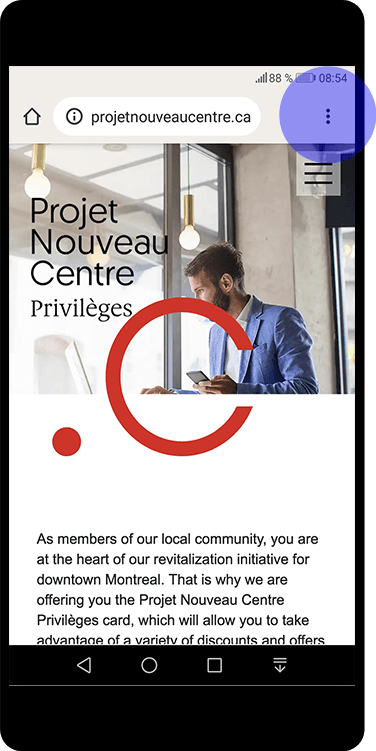 88 % 08:54
projetnouveaucentre.ca
Projet
Nouveau
Centre
Privilèges
As members of our local community, you are
at the heart of our revitalization initiative for
downtown Montreal. That is why we are
offering you the Projet Nouveau Centre
Privilèges card, which will allow you to take
advantage of a variety of discounts and offers